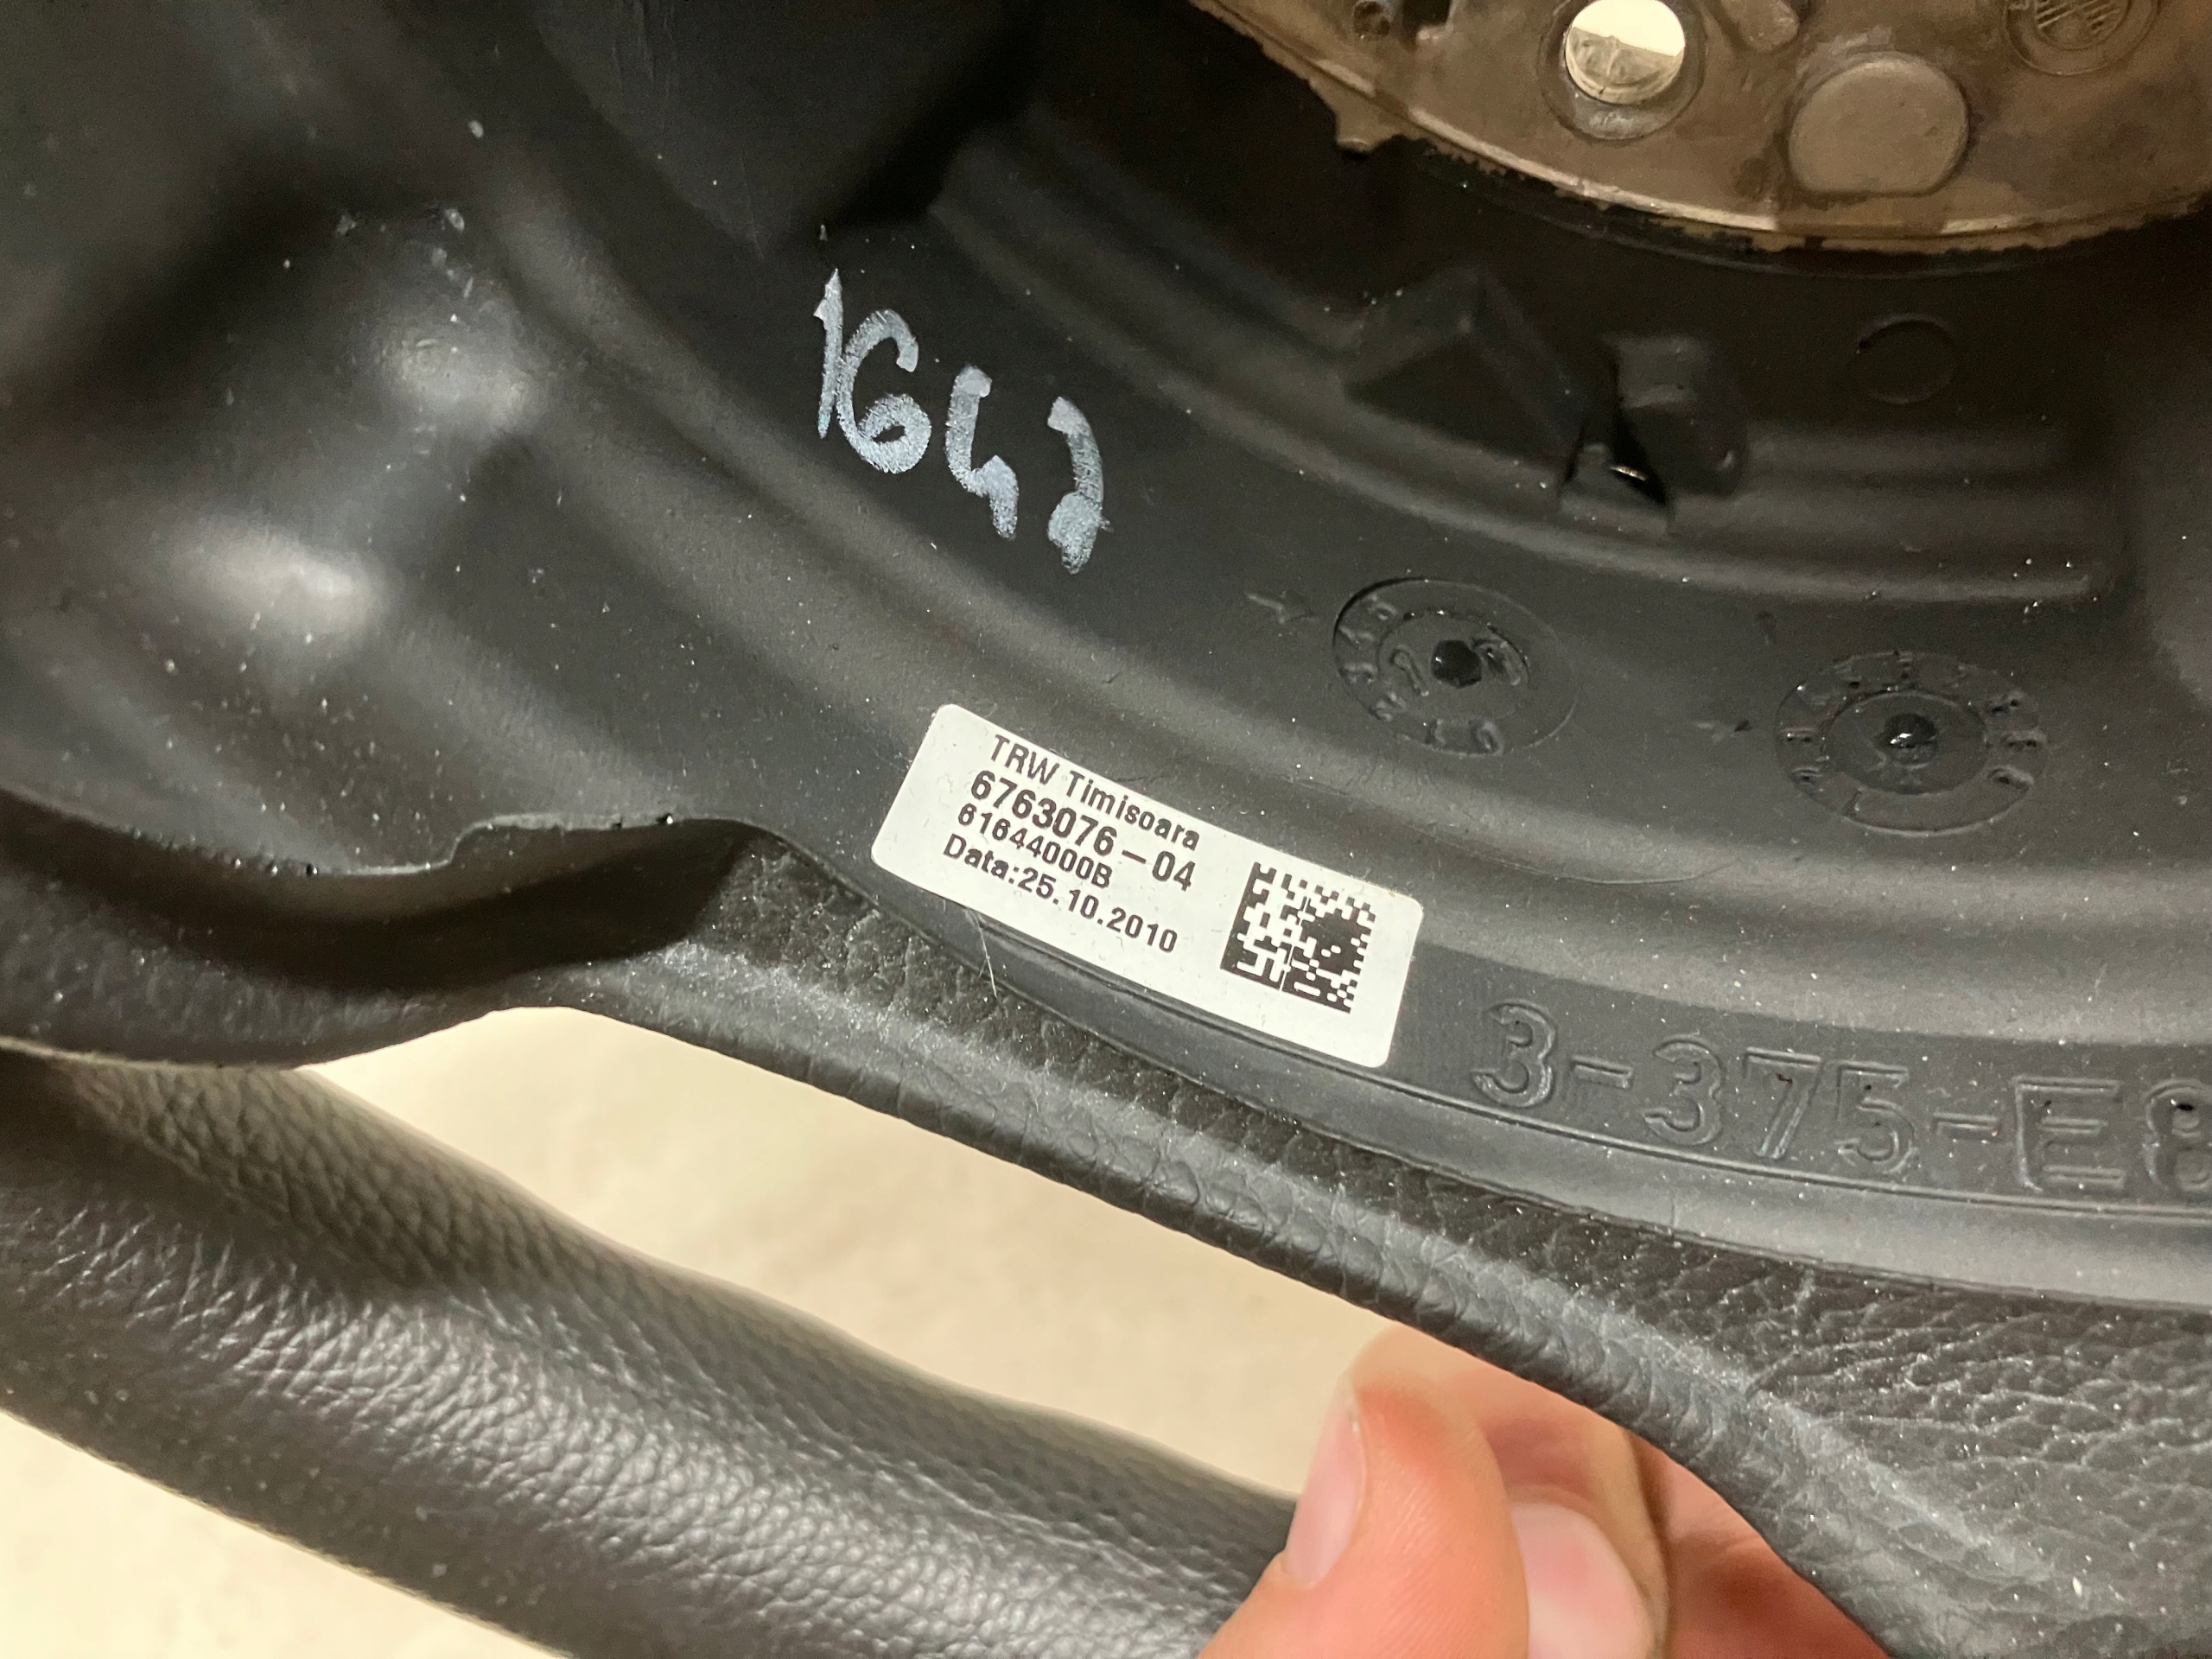 1642
TRW Timisoara
6763076-04
61644000B
Data:25.10.2010
3-375-E8